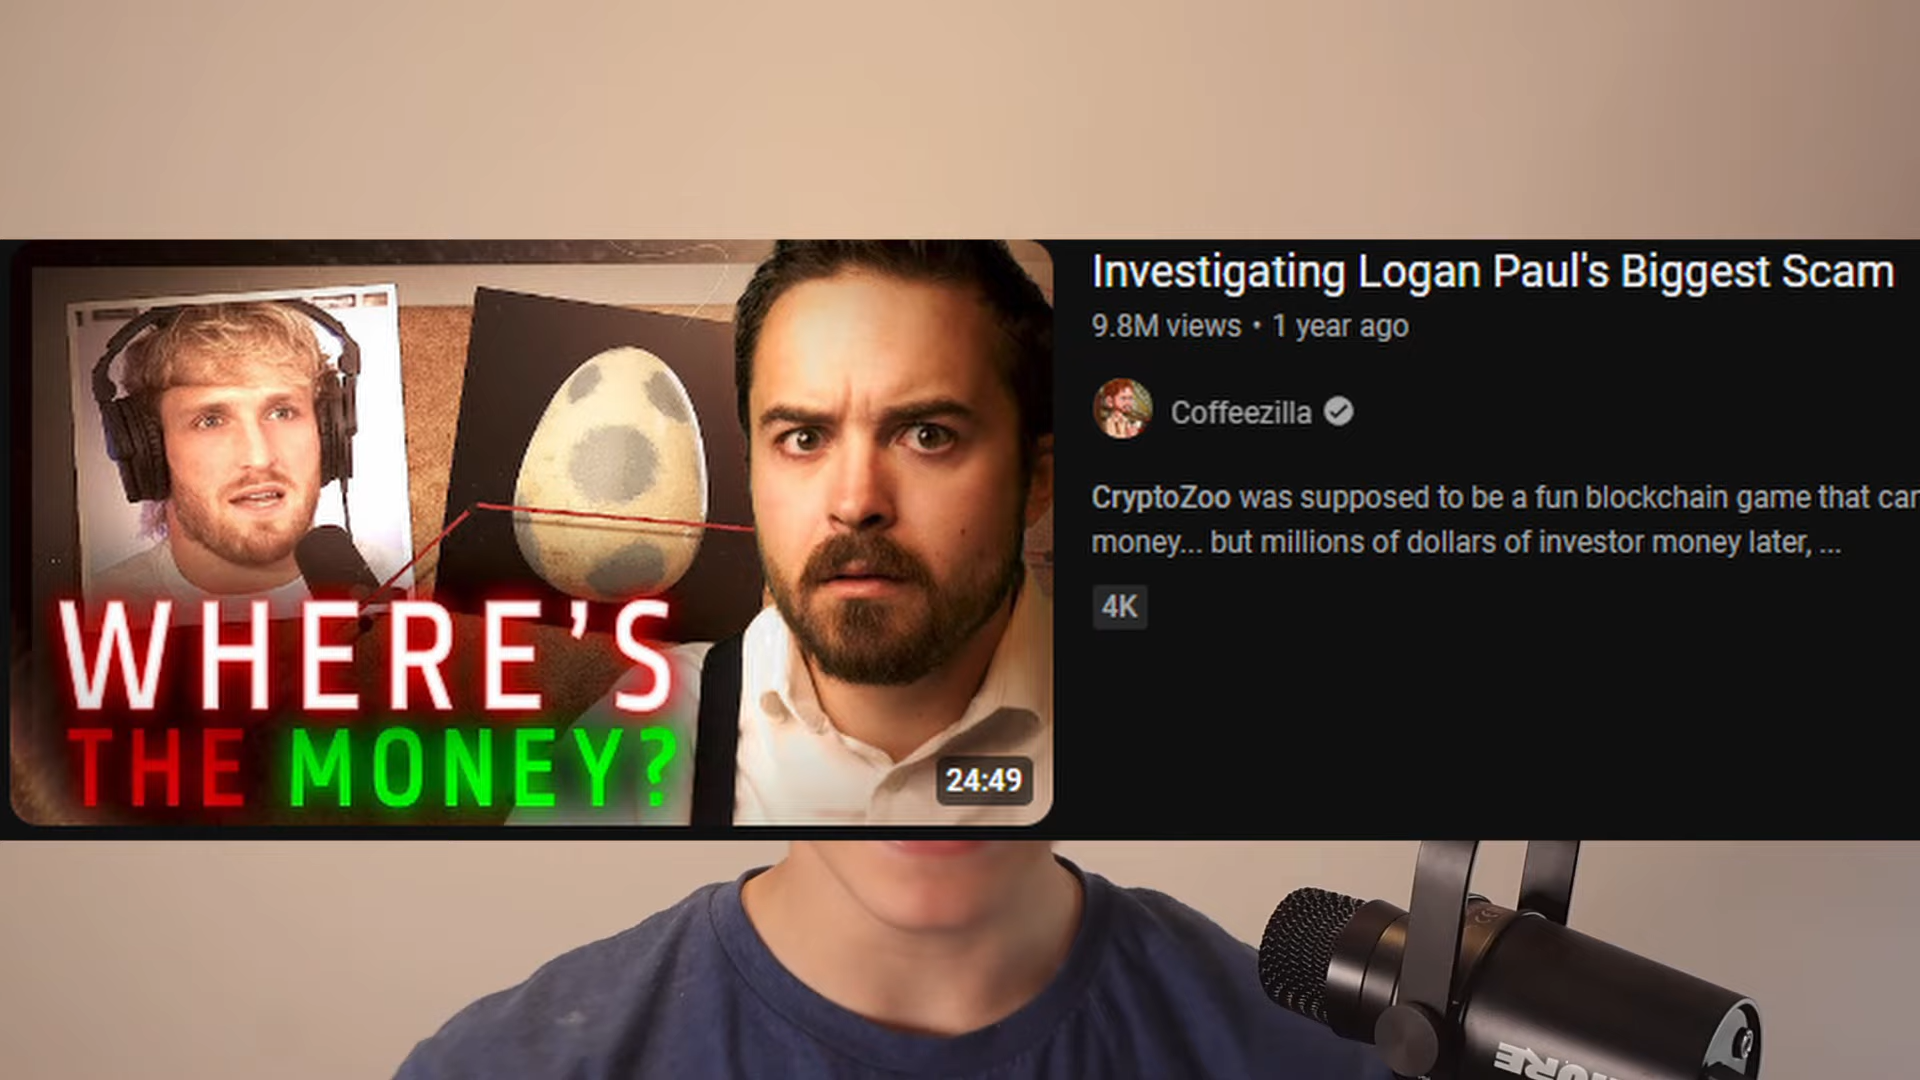 Investigating Logan Paul's Biggest Scam
9.8M views • 1 year ago
Coffeezilla
CryptoZoo was supposed to be a fun blockchain game that can
money... but millions of dollars of investor money later, ...
4K
WHERE'S
THE MONEY?
24:49